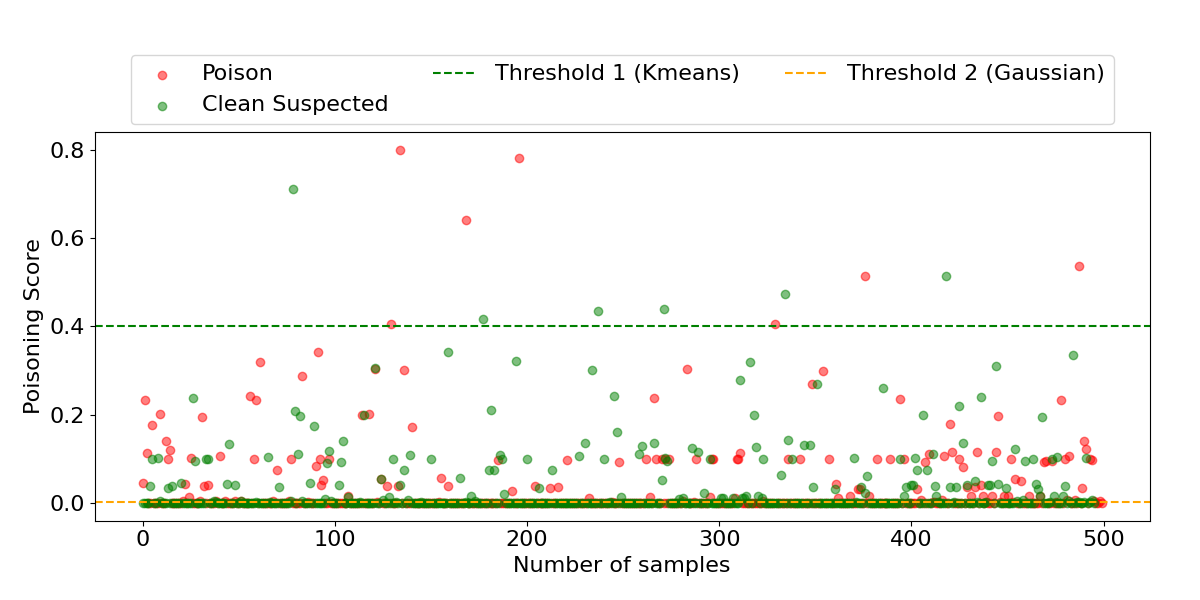 Poison
Clean Suspected
Threshold 1 (Kmeans)
Threshold 2 (Gaussian)
Poisoning Score
0.8
0.6
0.4
0.2
0.0
0 100 200 300 400 500
Number of samples